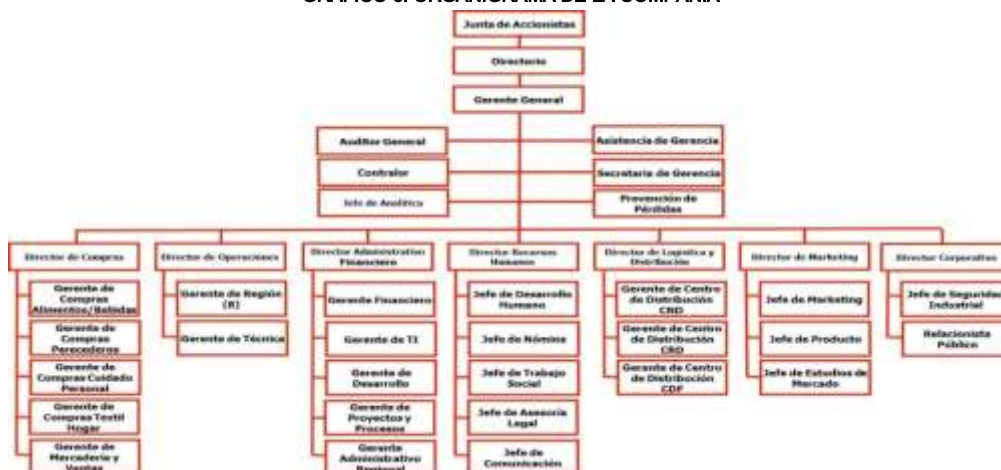 GRÁFICO 6. ORGANIGRAMA DE LA COMPAÑÍA
Junta de Accionistas
Directorio
Gerente General
Auditor General
Asistencia de Gerencia
Contralor
Secretaria de Gerencia
Jefe de Analítica
Prevención de
Pérdidas
Director de Compras
Director de Operaciones
Director Administrativo
Financiero
Director Recursos
Humanos
Director de Logística y
Distribución
Director de Marketing
Director Corporativo
Gerente de
Compras
Alimentos/Bebidas
Gerente de
Compras
Perecederos
Gerente de
Compras Cuidado
Personal
Gerente de
Compras Textil
Hogar
Gerente de
Mercadería y
Ventas
Gerente de Región
(R)
Gerente de Técnica
Gerente Financiero
Gerente de TI
Gerente de
Desarrollo
Gerente de
Proyectos y
Procesos
Gerente
Administrativo
Regional
Jefe de Desarrollo
Humano
Jefe de Nómina
Jefe de Trabajo
Social
Jefe de Asesoría
Legal
Jefe de
Comunicación
Gerente de Centro
de Distribución
CND
Gerente de Centro
de Distribución
CRD
Gerente de Centro
de Distribución
CDF
Jefe de Marketing
Jefe de Producto
Jefe de Estudios de
Mercado
Jefe de Seguridad
Industrial
Relacionista
Público